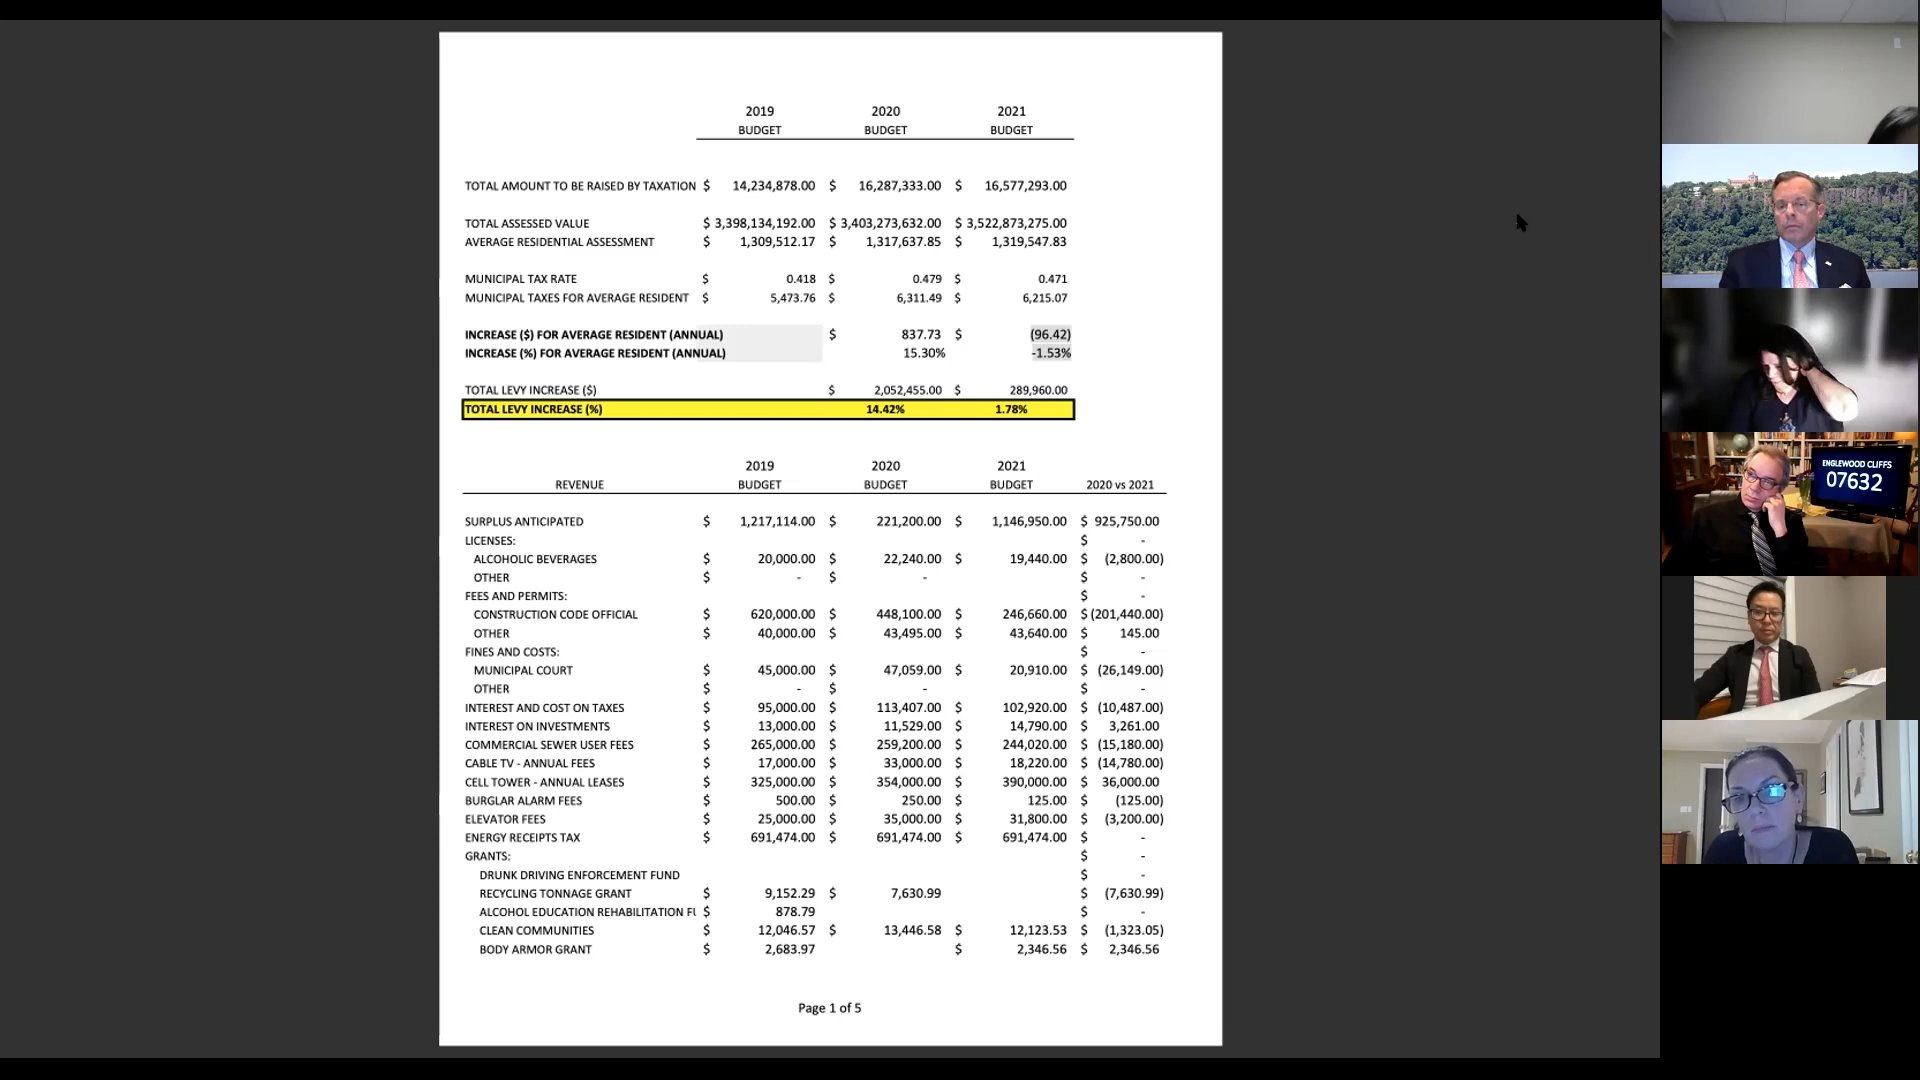 2019 2020 2021
BUDGET BUDGET BUDGET
TOTAL AMOUNT TO BE RAISED BY TAXATION $ 14,234,878.00 $ 16,287,333.00 $ 16,577,293.00
TOTAL ASSESSED VALUE $ 3,398,134,192.00 $ 3,403,273,632.00 $ 3,522,873,275.00
AVERAGE RESIDENTIAL ASSESSMENT $ 1,309,512.17 $ 1,317,637.85 $ 1,319,547.83
MUNICIPAL TAX RATE $ 0.418 $ 0.479 $ 0.471
MUNICIPAL TAXES FOR AVERAGE RESIDENT $ 5,473.76 $ 6,311.49 $ 6,215.07
INCREASE ($) FOR AVERAGE RESIDENT (ANNUAL) $ 837.73 $ (96.42)
INCREASE (%) FOR AVERAGE RESIDENT (ANNUAL) 15.30% -1.53%
TOTAL LEVY INCREASE ($) $ 2,052,455.00 $ 289,960.00
TOTAL LEVY INCREASE (%) 14.42% 1.78%
2019 2020 2021
REVENUE BUDGET BUDGET BUDGET 2020 vs 2021
SURPLUS ANTICIPATED $ 1,217,114.00 $ 221,200.00 $ 1,146,950.00 $ 925,750.00
LICENSES: $ -
ALCOHOLIC BEVERAGES $ 20,000.00 $ 22,240.00 $ 19,440.00 $ (2,800.00)
OTHER $ - $ - $ -
FEES AND PERMITS: $ -
CONSTRUCTION CODE OFFICIAL $ 620,000.00 $ 448,100.00 $ 246,660.00 $ (201,440.00)
OTHER $ 40,000.00 $ 43,495.00 $ 43,640.00 $ 145.00
FINES AND COSTS: $ -
MUNICIPAL COURT $ 45,000.00 $ 47,059.00 $ 20,910.00 $ (26,149.00)
OTHER $ - $ - $ -
INTEREST AND COST ON TAXES $ 95,000.00 $ 113,407.00 $ 102,920.00 $ (10,487.00)
INTEREST ON INVESTMENTS $ 13,000.00 $ 11,529.00 $ 14,790.00 $ 3,261.00
COMMERCIAL SEWER USER FEES $ 265,000.00 $ 259,200.00 $ 244,020.00 $ (15,180.00)
CABLE TV - ANNUAL FEES $ 17,000.00 $ 33,000.00 $ 18,220.00 $ (14,780.00)
CELL TOWER - ANNUAL LEASES $ 325,000.00 $ 354,000.00 $ 390,000.00 $ 36,000.00
BURGLAR ALARM FEES $ 500.00 $ 250.00 $ 125.00 $ (125.00)
ELEVATOR FEES $ 25,000.00 $ 35,000.00 $ 31,800.00 $ (3,200.00)
ENERGY RECEIPTS TAX $ 691,474.00 $ 691,474.00 $ 691,474.00 $ -
GRANTS: $ -
DRUNK DRIVING ENFORCEMENT FUND $ -
RECYCLING TONNAGE GRANT $ 9,152.29 $ 7,630.99 $ (7,630.99)
ALCOHOL EDUCATION REHABILITATION FU $ 878.79 $ -
CLEAN COMMUNITIES $ 12,046.57 $ 13,446.58 $ 12,123.53 $ (1,323.05)
BODY ARMOR GRANT $ 2,683.97 $ 2,346.56 $ 2,346.56
Page 1 of 5
ENGLEWOOD CLIFFS
07632